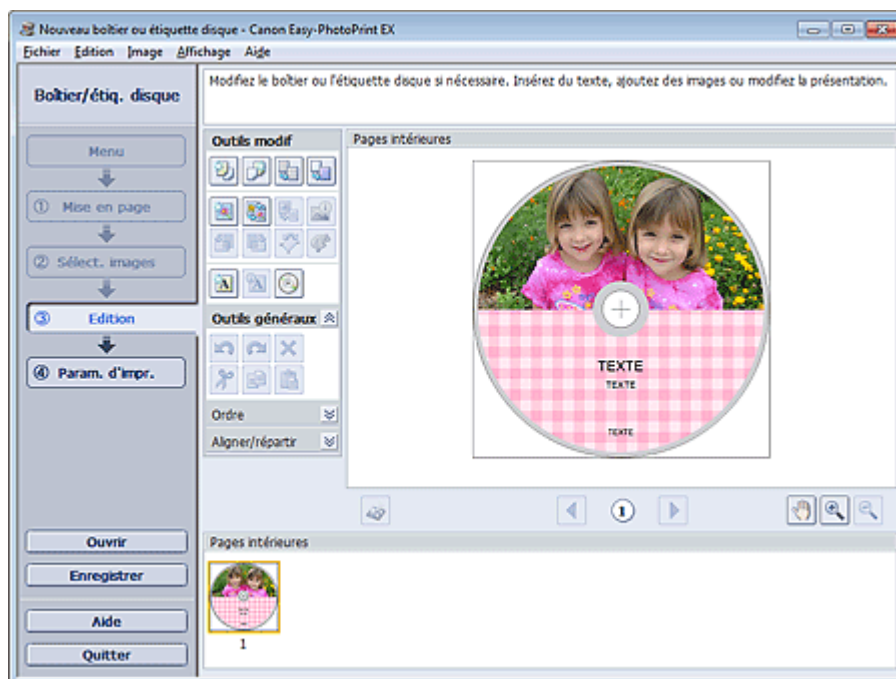 Nouveau boîtier ou étiquette disque - Canon Easy-PhotoPrint EX
Fichier Edition Image Affichage Aide
Boîtier/étiq. disque
Modifiez le boîtier ou l'étiquette disque si nécessaire. Insérez du texte, ajoutez des images ou modifiez la présentation.
Menu
① Mise en page
② Sélect. images
③ Edition
④ Param. d'impr.
Outils modif
Outils généraux
Ordre
Aligner/répartir
Pages intérieures
TEXTE
TEXTE
TEXTE
1
Ouvrir
Enregistrer
Aide
Quitter
Pages intérieures
1